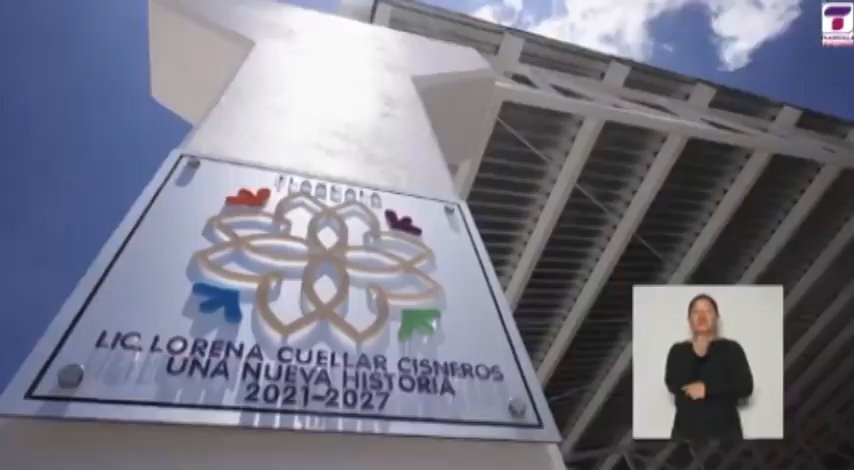 TLAXCALA
LIC. LORENA CUELLAR CISNEROS
UNA NUEVA HISTORIA
2021-2027